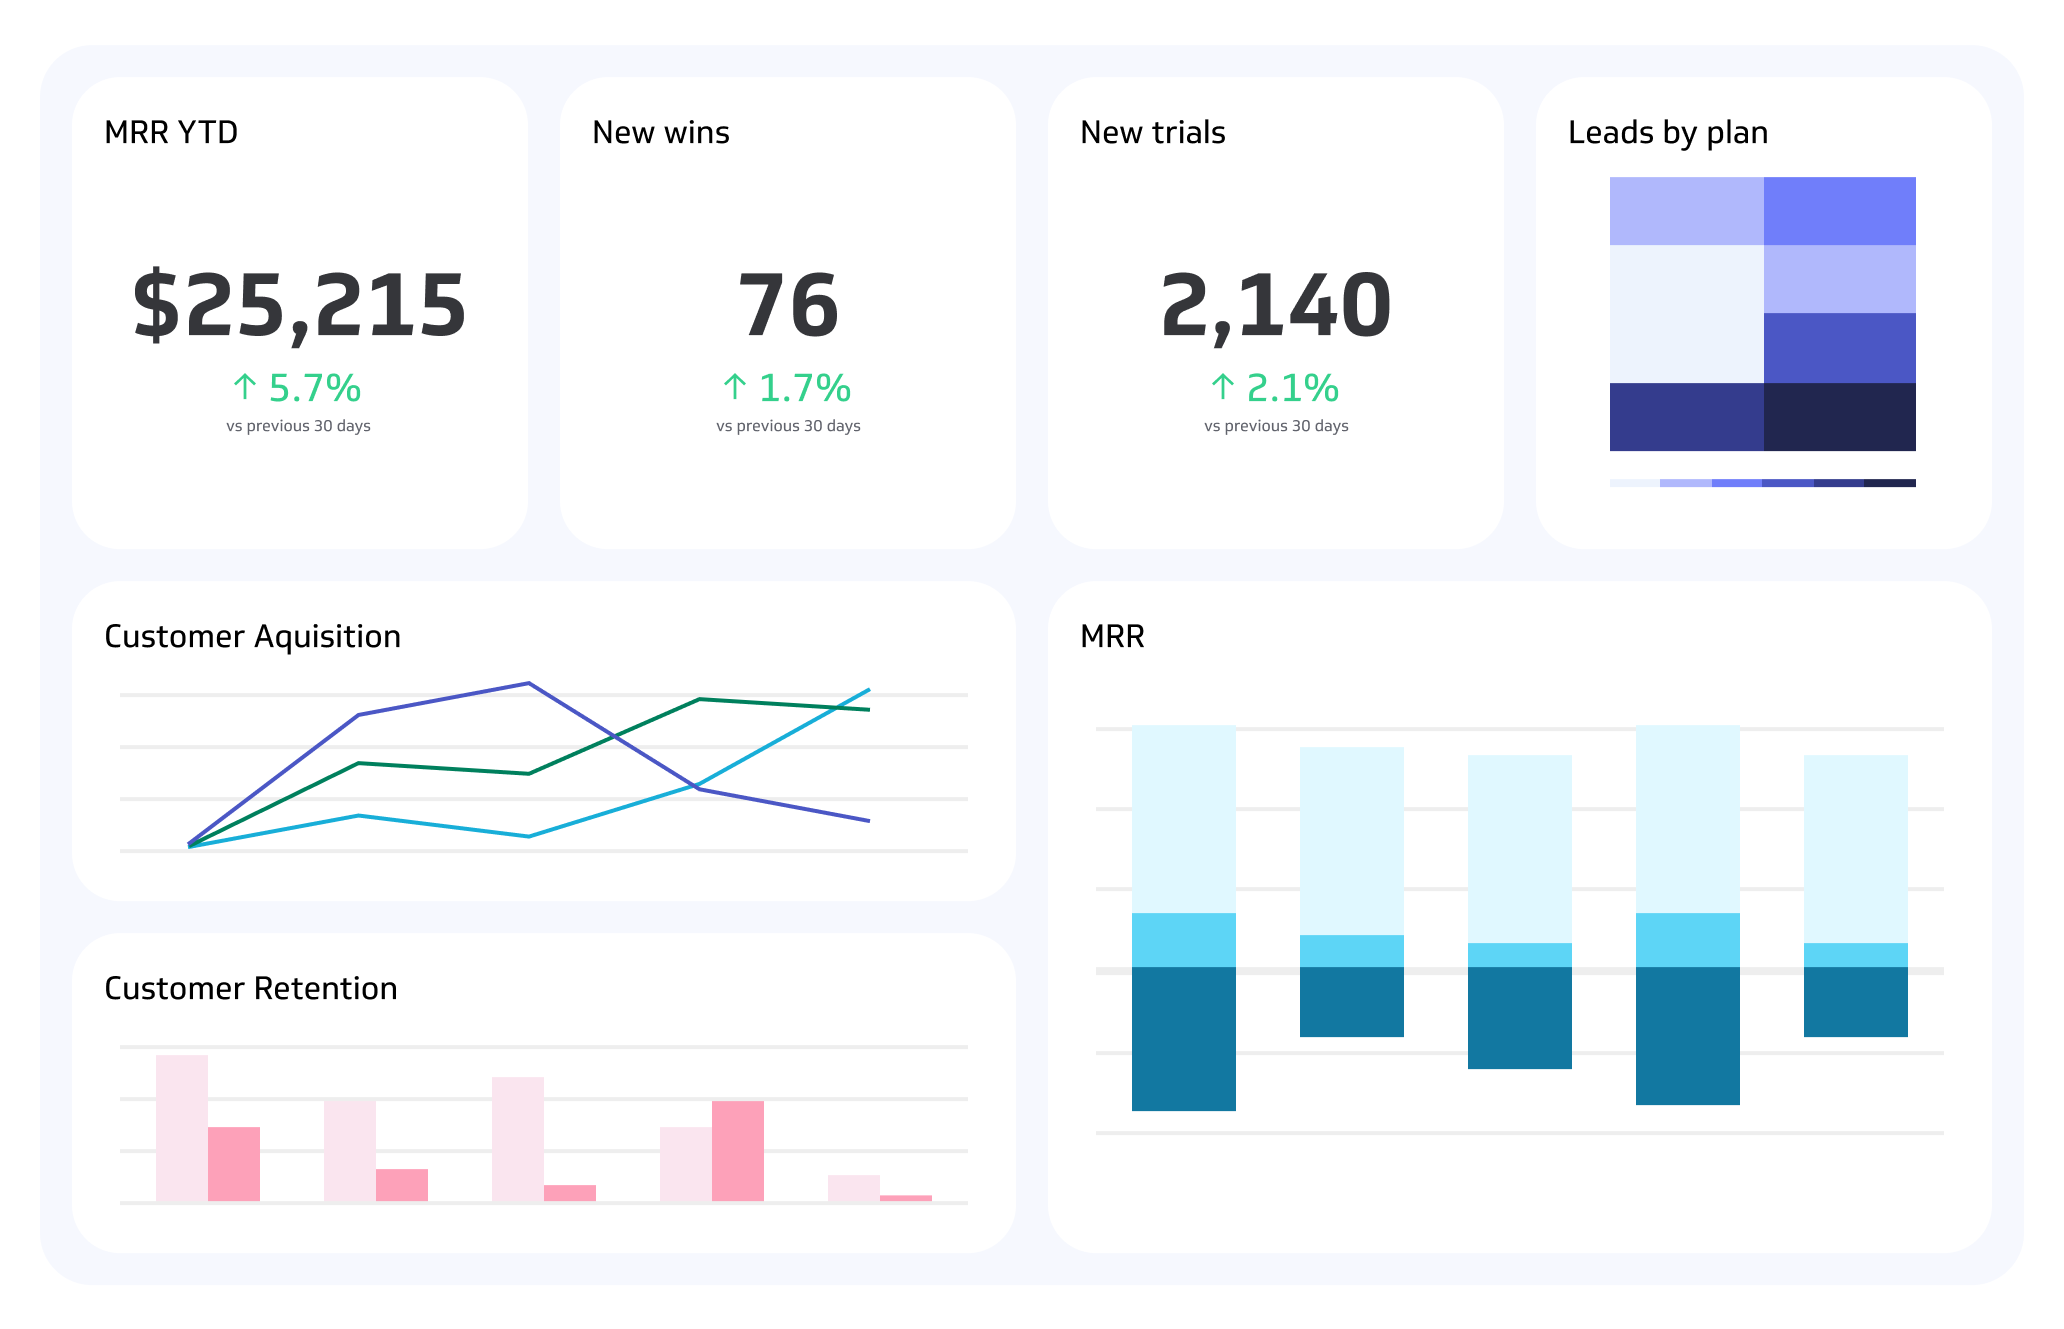 MRR YTD
$25,215
↑ 5.7%
vs previous 30 days
New wins
76
↑ 1.7%
vs previous 30 days
New trials
2,140
↑ 2.1%
vs previous 30 days
Leads by plan
Customer Aquisition
MRR
Customer Retention